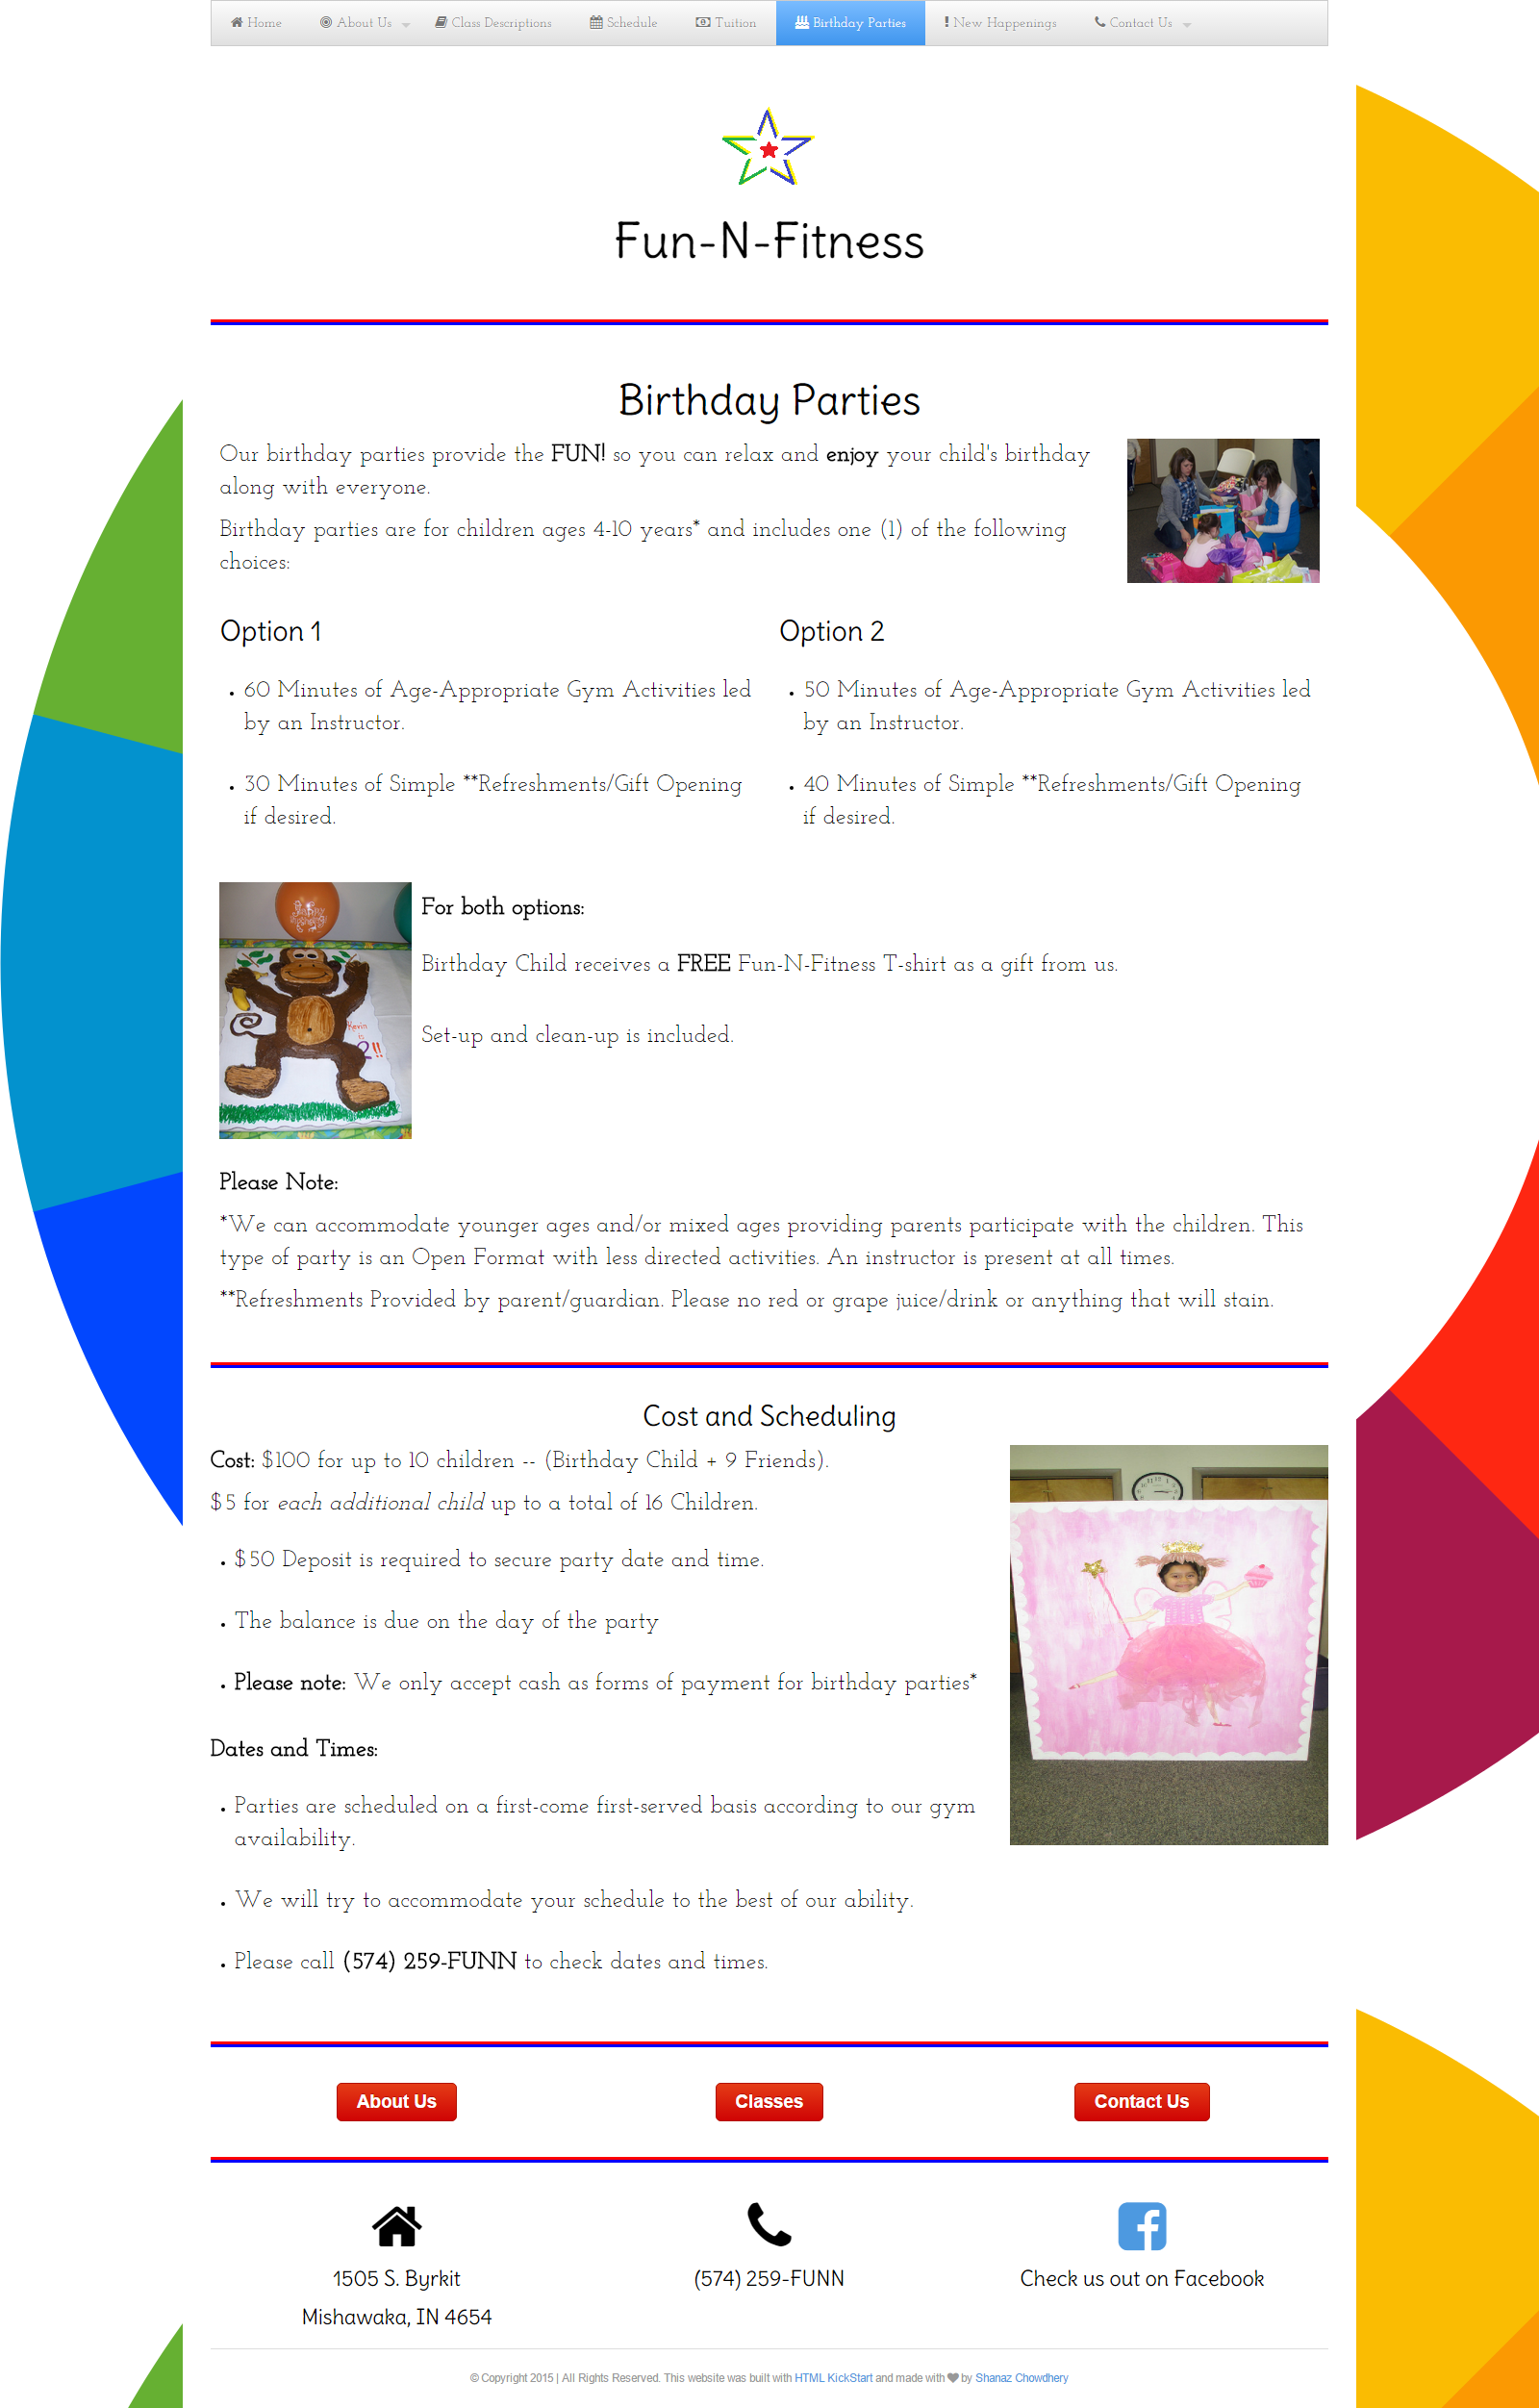 Home About Us Class Descriptions Schedule Tuition Birthday Parties New Happenings Contact Us
Fun-N-Fitness
Birthday Parties
Our birthday parties provide the FUN! so you can relax and enjoy your child's birthday
along with everyone.
Birthday parties are for children ages 4-10 years* and includes one (1) of the following
choices:
Option 1
• 60 Minutes of Age-Appropriate Gym Activities led
by an Instructor.
• 30 Minutes of Simple **Refreshments/Gift Opening
if desired.
Option 2
• 50 Minutes of Age-Appropriate Gym Activities led
by an Instructor.
• 40 Minutes of Simple **Refreshments/Gift Opening
if desired.
Kevin
is
2!!
For both options:
Birthday Child receives a FREE Fun-N-Fitness T-shirt as a gift from us.
Set-up and clean-up is included.
Please Note:
*We can accommodate younger ages and/or mixed ages providing parents participate with the children. This
type of party is an Open Format with less directed activities. An instructor is present at all times.
**Refreshments Provided by parent/guardian. Please no red or grape juice/drink or anything that will stain.
Cost and Scheduling
Cost: $100 for up to 10 children -- (Birthday Child + 9 Friends).
$5 for each additional child up to a total of 16 Children.
• $50 Deposit is required to secure party date and time.
• The balance is due on the day of the party
• Please note: We only accept cash as forms of payment for birthday parties*
Dates and Times:
• Parties are scheduled on a first-come first-served basis according to our gym
availability.
• We will try to accommodate your schedule to the best of our ability.
• Please call (574) 259-FUNN to check dates and times.
About Us
Classes
Contact Us
1505 S. Byrkit
Mishawaka, IN 4654
(574) 259-FUNN
Check us out on Facebook
© Copyright 2015 | All Rights Reserved. This website was built with HTML KickStart and made with by Shanaz Chowdhery